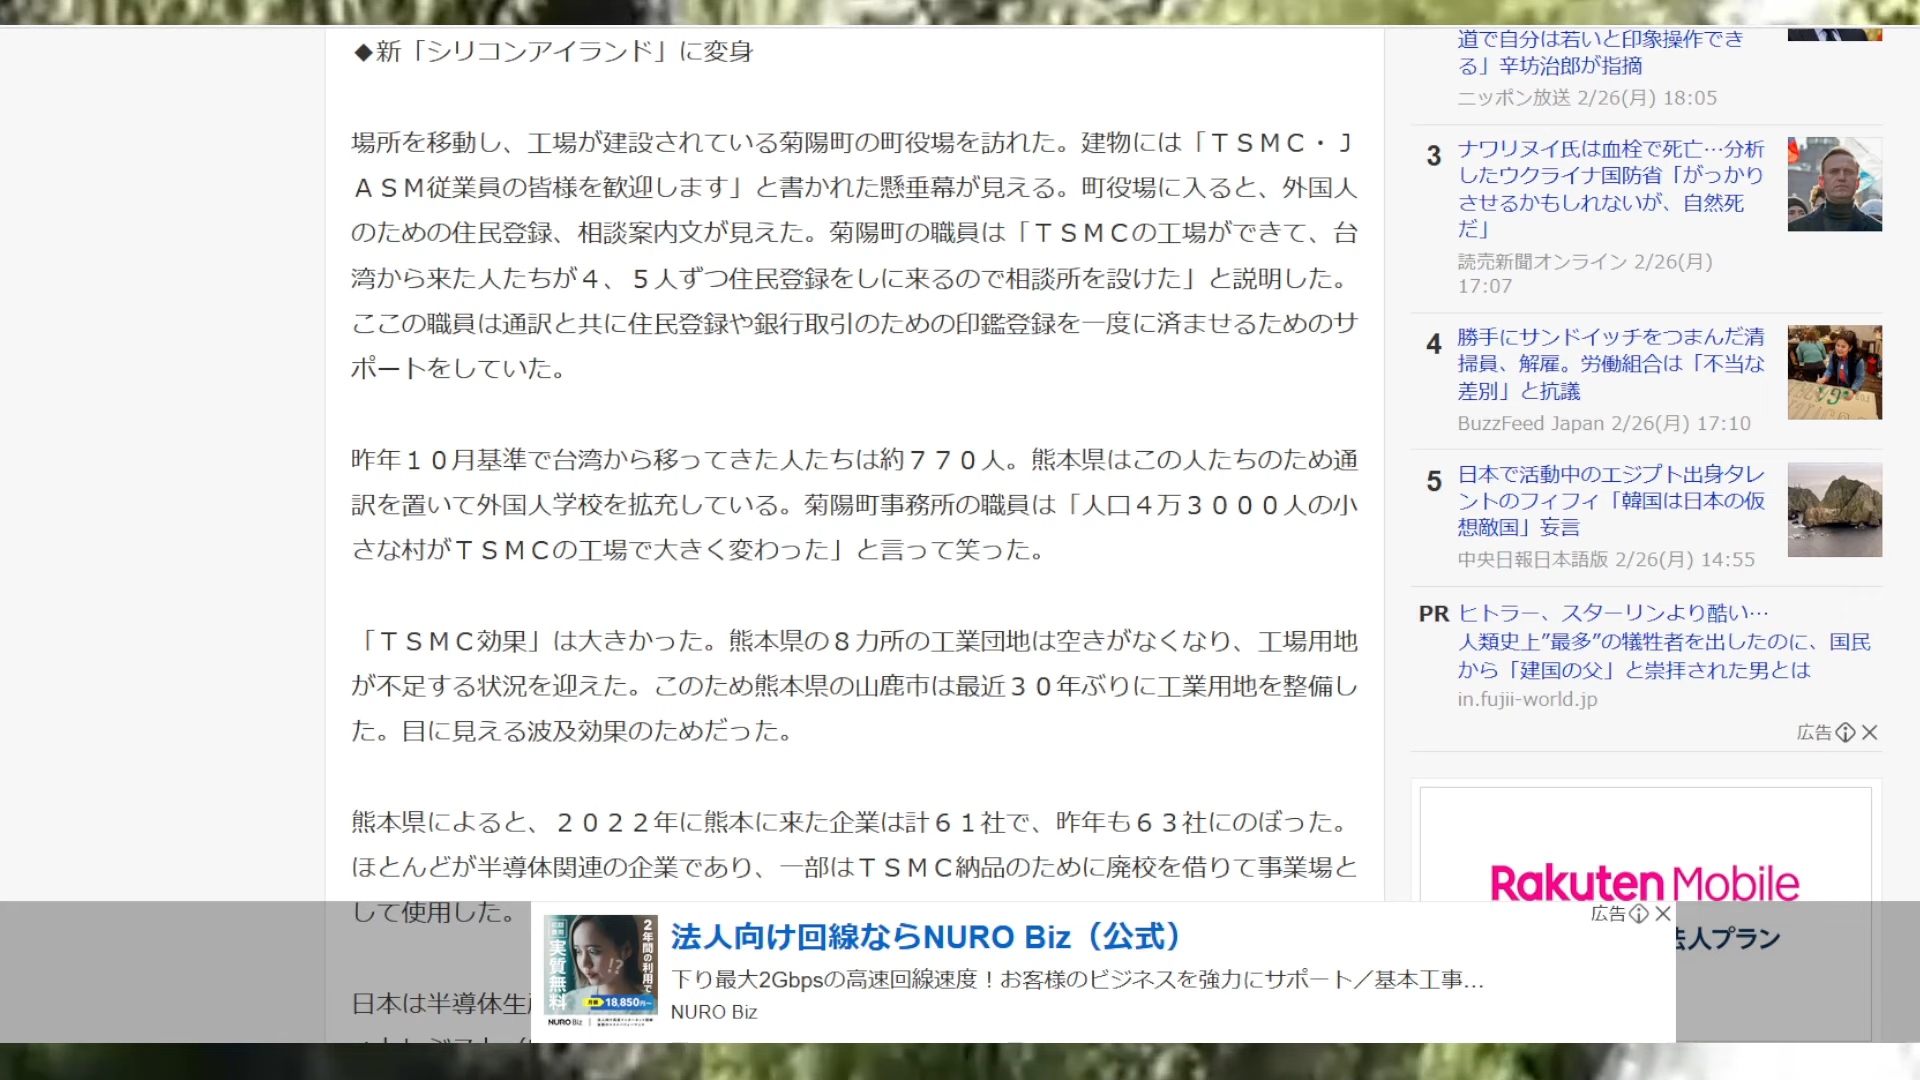 ◆新「シリコンアイランド」に変身
場所を移動し、工場が建設されている菊陽町の町役場を訪れた。建物には「ＴＳＭＣ・Ｊ
ＡＳＭ従業員の皆様を歓迎します」と書かれた懸垂幕が見える。町役場に入ると、外国人
のための住民登録、相談案内文が見えた。菊陽町の職員は「ＴＳＭＣの工場ができて、台
湾から来た人たちが４、５人ずつ住民登録をしに来るので相談所を設けた」と説明した。
ここの職員は通訳と共に住民登録や銀行取引のための印鑑登録を一度に済ませるためのサ
ポートをしていた。
昨年１０月基準で台湾から移ってきた人たちは約７７０人。熊本県はこの人たちのため通
訳を置いて外国人学校を拡充している。菊陽町事務所の職員は「人口４万３０００人の小
さな村がＴＳＭＣの工場で大きく変わった」と言って笑った。
「ＴＳＭＣ効果」は大きかった。熊本県の８カ所の工業団地は空きがなくなり、工場用地
が不足する状況を迎えた。このため熊本県の山鹿市は最近３０年ぶりに工業用地を整備し
た。目に見える波及効果のためだった。
熊本県によると、２０２２年に熊本に来た企業は計６１社で、昨年も６３社にのぼった。
ほとんどが半導体関連の企業であり、一部はＴＳＭＣ納品のために廃校を借りて事業場と
して使用した。
日本は半導体生
道で自分は若いと印象操作でき
る」辛坊治郎が指摘
ニッポン放送 2/26(月) 18:05
3
ナワリヌイ氏は血栓で死亡…分析
したウクライナ国防省「がっかり
させるかもしれないが、自然死
だ」
読売新聞オンライン 2/26(月)
17:07
4
勝手にサンドイッチをつまんだ清
掃員、解雇。労働組合は「不当な
差別」と抗議
BuzzFeed Japan 2/26(月) 17:10
5
日本で活動中のエジプト出身タレ
ントのフィフィ「韓国は日本の仮
想敵国」妄言
中央日報日本語版 2/26(月) 14:55
PR ヒトラー、スターリンより酷い…
人類史上”最多”の犠牲者を出したのに、国民
から「建国の父」と崇拝された男とは
in.fujii-world.jp
広告
Rakuten Mobile
法人プラン
広告
2年間の利用で
実質無料
!?
月額 18,850円~
NURO Biz
法人向け回線ならNURO Biz（公式）
下り最大2Gbpsの高速回線速度！お客様のビジネスを強力にサポート／基本工事…
NURO Biz